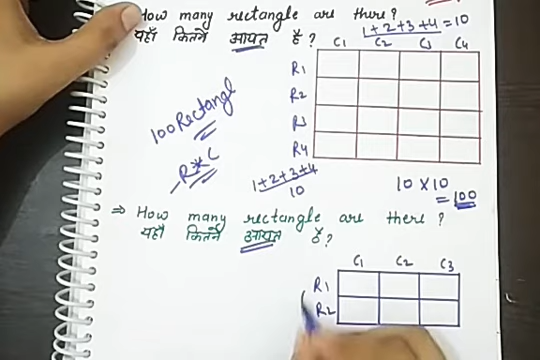 How many rectangle are there?
1+2+3+4=10
यहाँ कितने आयत है?
C1 C2 C3 C4
R1
R2
R3
R4
100 Rectangl
R*C
1+2+3+4
10
10 X 10
= 100
⇒ How many rectangle are there?
यहाँ कितने आयत है?
C1 C2 C3
R1
R2